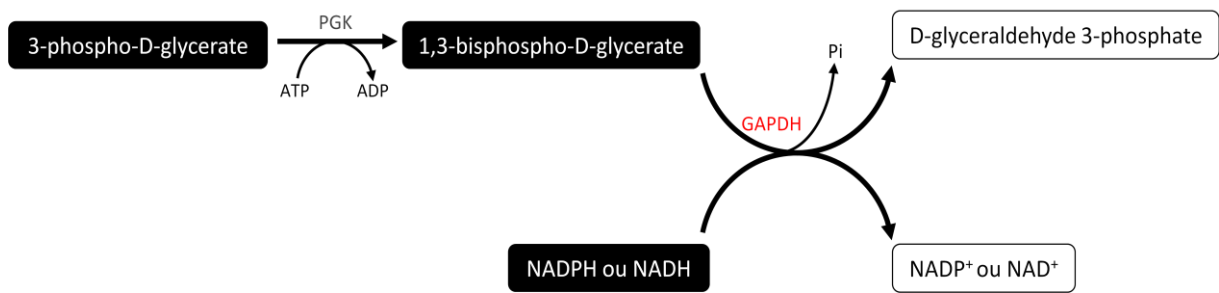 PGK
3-phospho-D-glycerate
1,3-bisphospho-D-glycerate
D-glyceraldehyde 3-phosphate
ATP
ADP
Pi
GAPDH
NADPH ou NADH
NADP⁺ ou NAD⁺